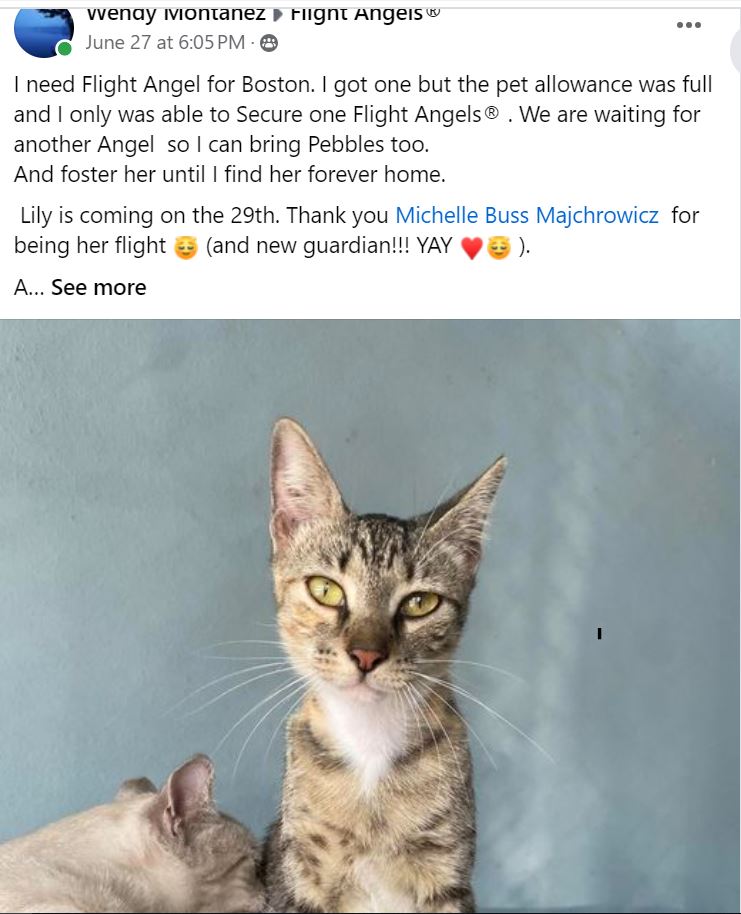 Wendy Montanez ▸ Flight Angels®
June 27 at 6:05 PM ·
I need Flight Angel for Boston. I got one but the pet allowance was full
and I only was able to Secure one Flight Angels® . We are waiting for
another Angel  so I can bring Pebbles too.
And foster her until I find her forever home.
Lily is coming on the 29th. Thank you Michelle Buss Majchrowicz  for
being her flight 😇 (and new guardian!!! YAY ❤️😇 ).
A... See more